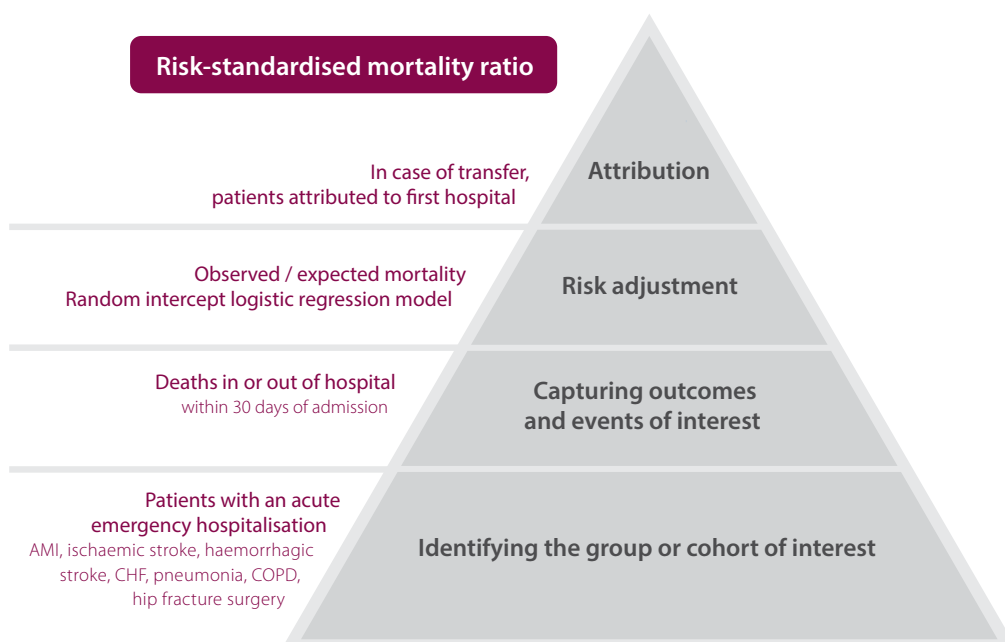 Risk-standardised mortality ratio
In case of transfer,
patients attributed to first hospital
Attribution
Observed / expected mortality
Random intercept logistic regression model
Risk adjustment
Deaths in or out of hospital
within 30 days of admission
Capturing outcomes
and events of interest
Patients with an acute
emergency hospitalisation
AMI, ischaemic stroke, haemorrhagic
stroke, CHF, pneumonia, COPD,
hip fracture surgery
Identifying the group or cohort of interest